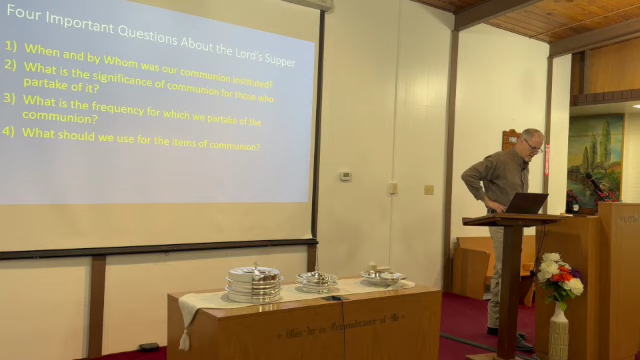 Four Important Questions About the Lord's Supper
1) When and by Whom was our communion instituted?
2) What is the significance of communion for those who
partake of it?
3) What is the frequency for which we partake of the
communion?
4) What should we use for the items of communion?
This do in Remembrance of Me